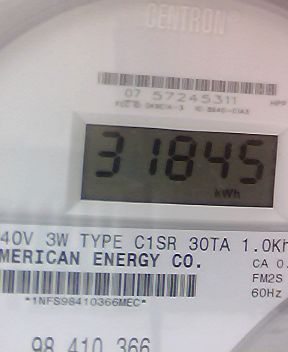 CENTRON
07 57245311
31845
kWh
40V 3W TYPE C1SR 30TA 1.0Kh
MERICAN ENERGY CO.
CA 0.
FM2S
60Hz
*1NFS98410366MEC*
98 410 366